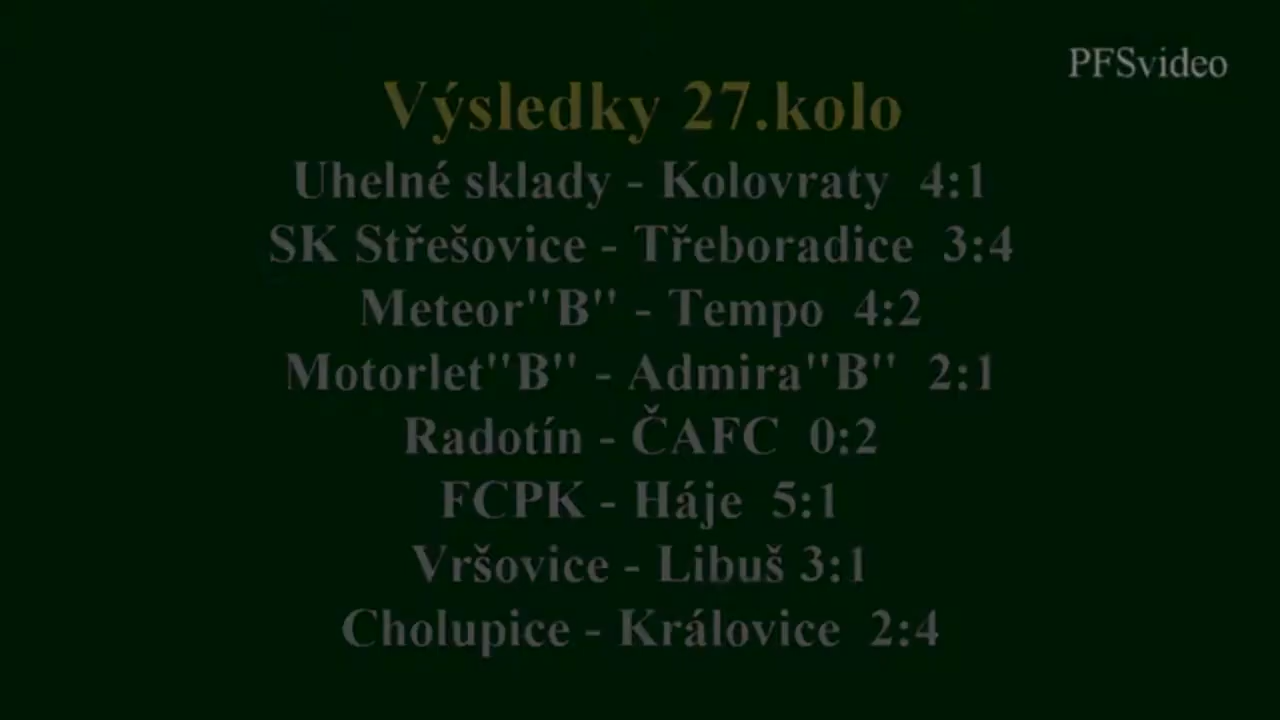 PFSvideo
Výsledky 27.kolo
Uhelné sklady - Kolovraty 4:1
SK Střešovice - Třeboradice 3:4
Meteor"B" - Tempo 4:2
Motorlet"B" - Admira"B" 2:1
Radotín - ČAFC 0:2
FCPK - Háje 5:1
Vršovice - Libuš 3:1
Cholupice - Královice 2:4